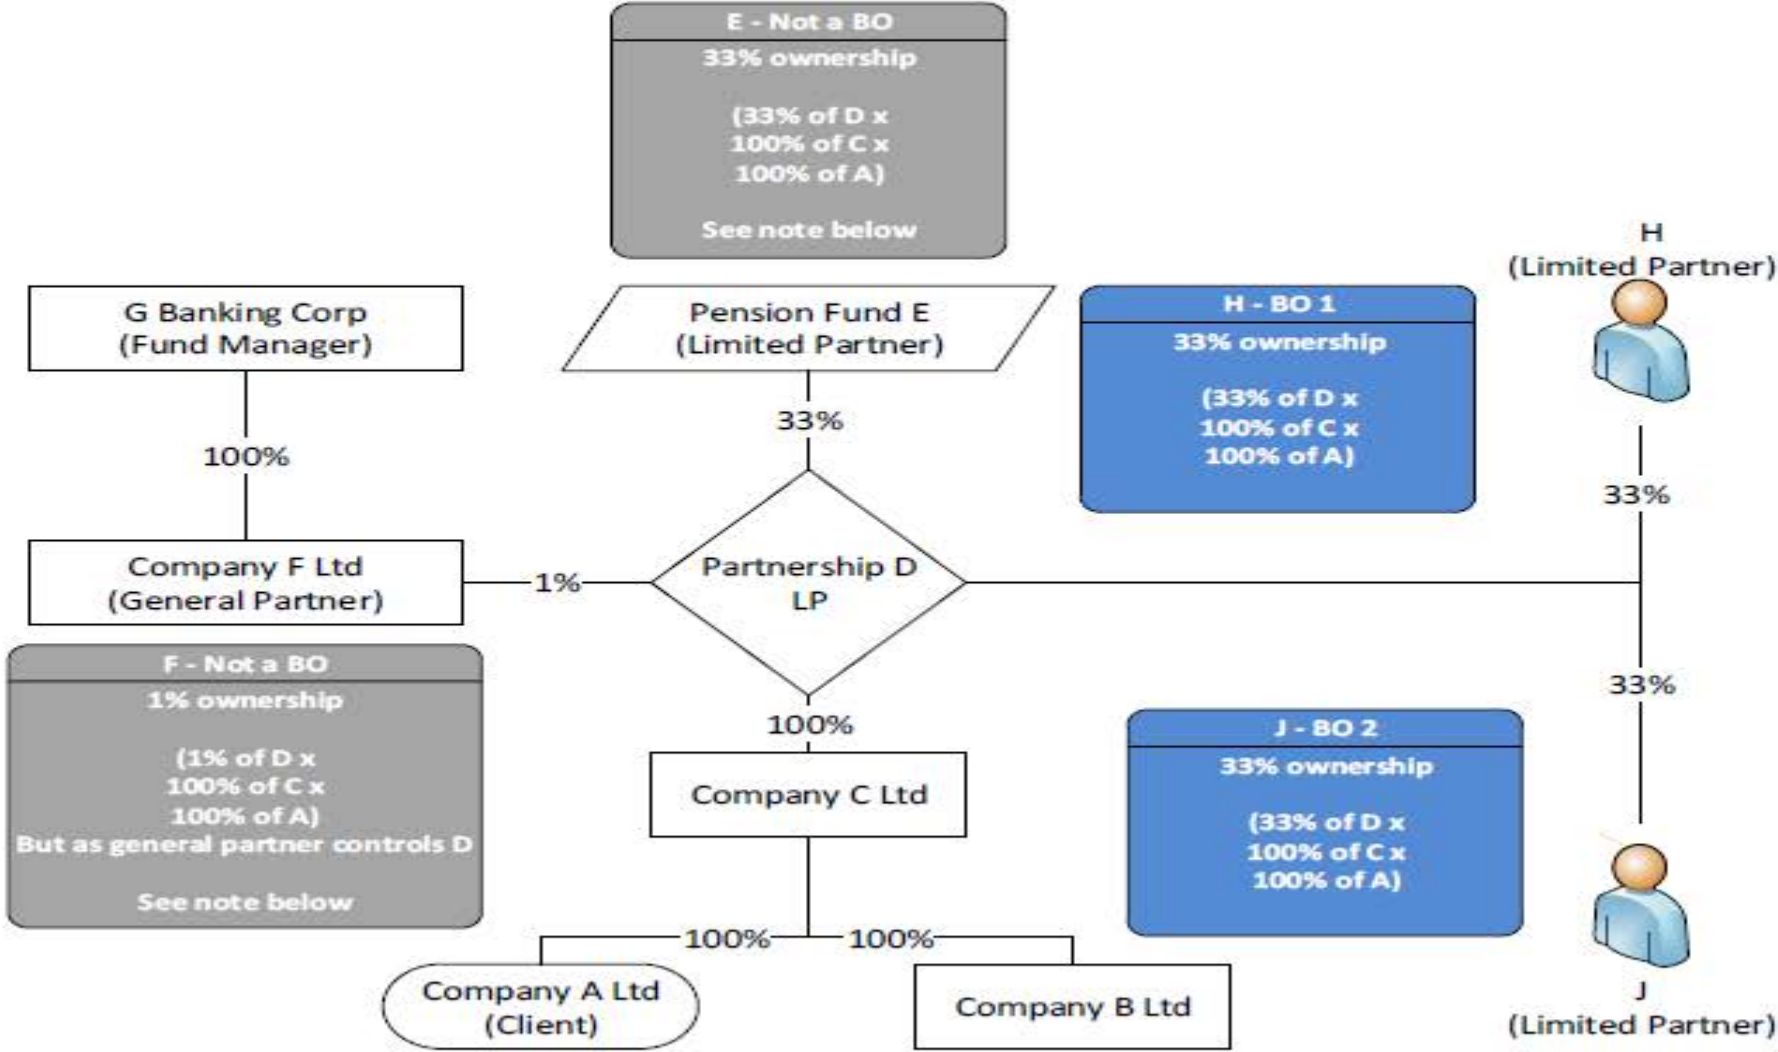 E - Not a BO
33% ownership
(33% of D x
100% of C x
100% of A)
See note below
H
(Limited Partner)
G Banking Corp
(Fund Manager)
Pension Fund E
(Limited Partner)
H - BO 1
33% ownership
(33% of D x
100% of C x
100% of A)
33%
100%
33%
Company F Ltd
(General Partner)
1%
Partnership D
LP
F - Not a BO
1% ownership
(1% of D x
100% of C x
100% of A)
But as general partner controls D
See note below
33%
100%
Company C Ltd
J - BO 2
33% ownership
(33% of D x
100% of C x
100% of A)
100%
100%
Company A Ltd
(Client)
Company B Ltd
J
(Limited Partner)